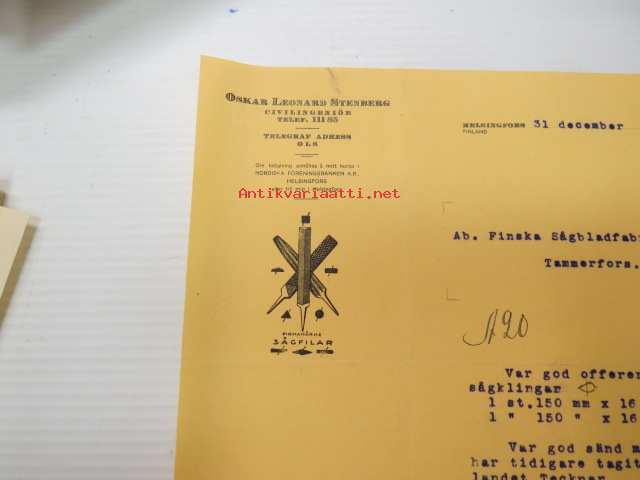 OSKAR LEONARD STENBERG
CIVILINGENIÖR
TELEF. 111 85
TELEGRAF ADRESS
OLS
HELSINGFORS 31 december
FINLAND
NORDISKA FÖRENINGSBANKEN A.B.
HELSINGFORS
Antikvariaatti.net
Ab. Finska Sågbladfab
Tammerfors.
A20
SÅGFILAR
Var god offerer
sågklingar
1 st.150 mm x 16
1 " 150 " x 16
Var god sänd m
har tidigare tagit
landet Tecknar